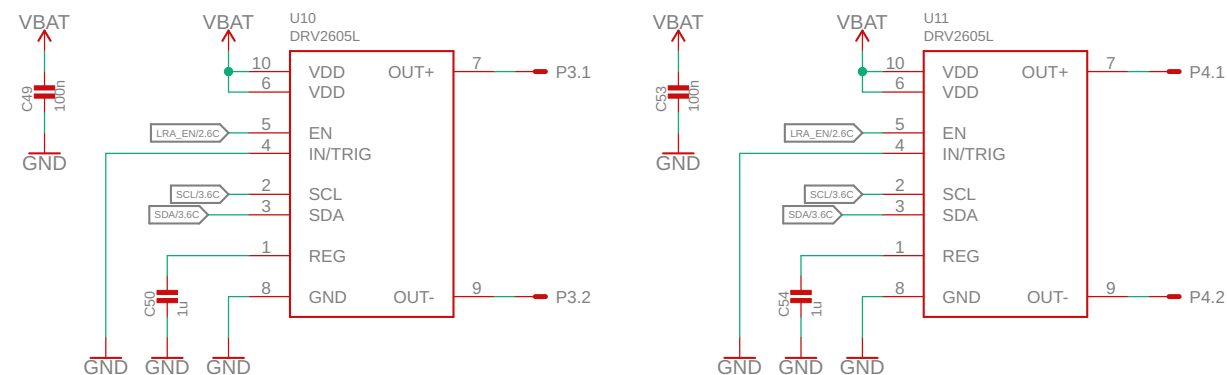 VBAT
VBAT
U10
DRV2605L
C49
100n
GND
10
6
5
4
2
3
1
8
VDD
VDD
EN
IN/TRIG
SCL
SDA
REG
GND
OUT+
OUT-
7
9
P3.1
P3.2
LRA_EN/2.6C
SCL/3.6C
SDA/3.6C
C50
1u
GND
GND
GND
VBAT
VBAT
U11
DRV2605L
C53
100n
GND
10
6
5
4
2
3
1
8
VDD
VDD
EN
IN/TRIG
SCL
SDA
REG
GND
OUT+
OUT-
7
9
P4.1
P4.2
LRA_EN/2.6C
SCL/3.6C
SDA/3.6C
C54
1u
GND
GND
GND